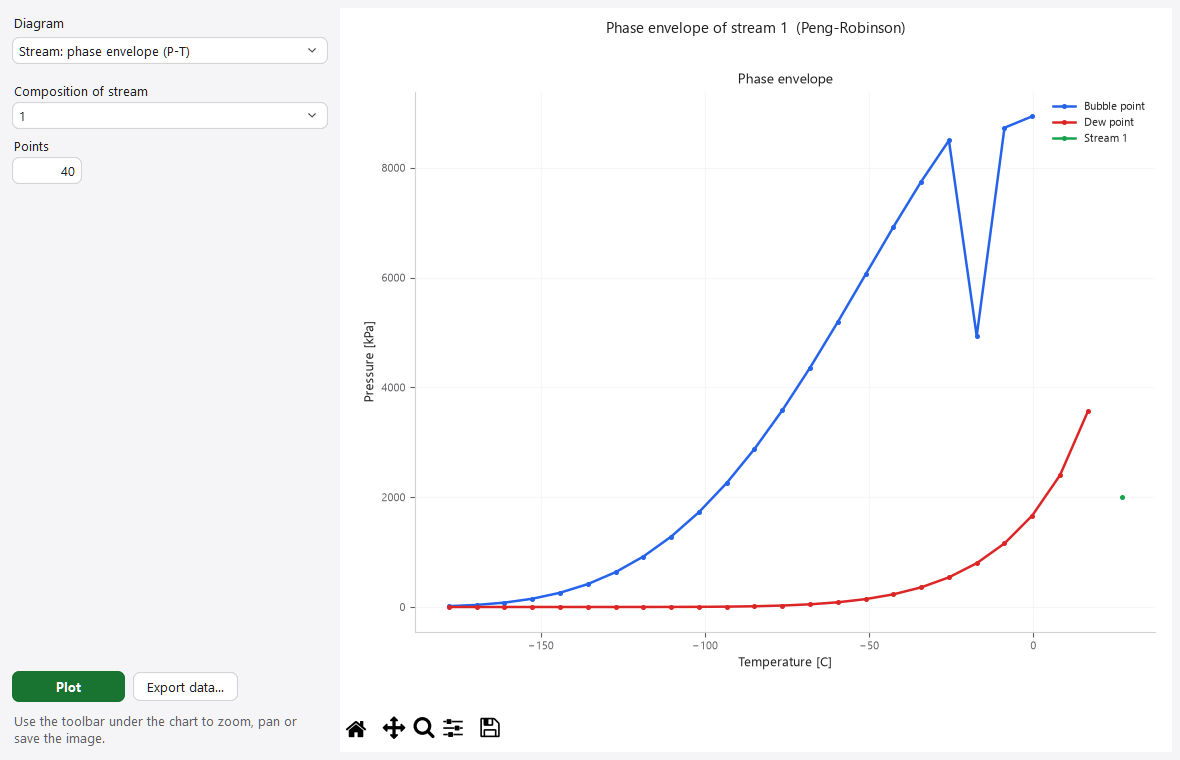 Diagram
Stream: phase envelope (P-T)
Composition of stream
1
Points
40
Plot
Export data...
Use the toolbar under the chart to zoom, pan or
save the image.
Phase envelope of stream 1 (Peng-Robinson)
Phase envelope
Bubble point
Dew point
Stream 1
Pressure [kPa]
8000
6000
4000
2000
0
−150
−100
−50
0
Temperature [C]